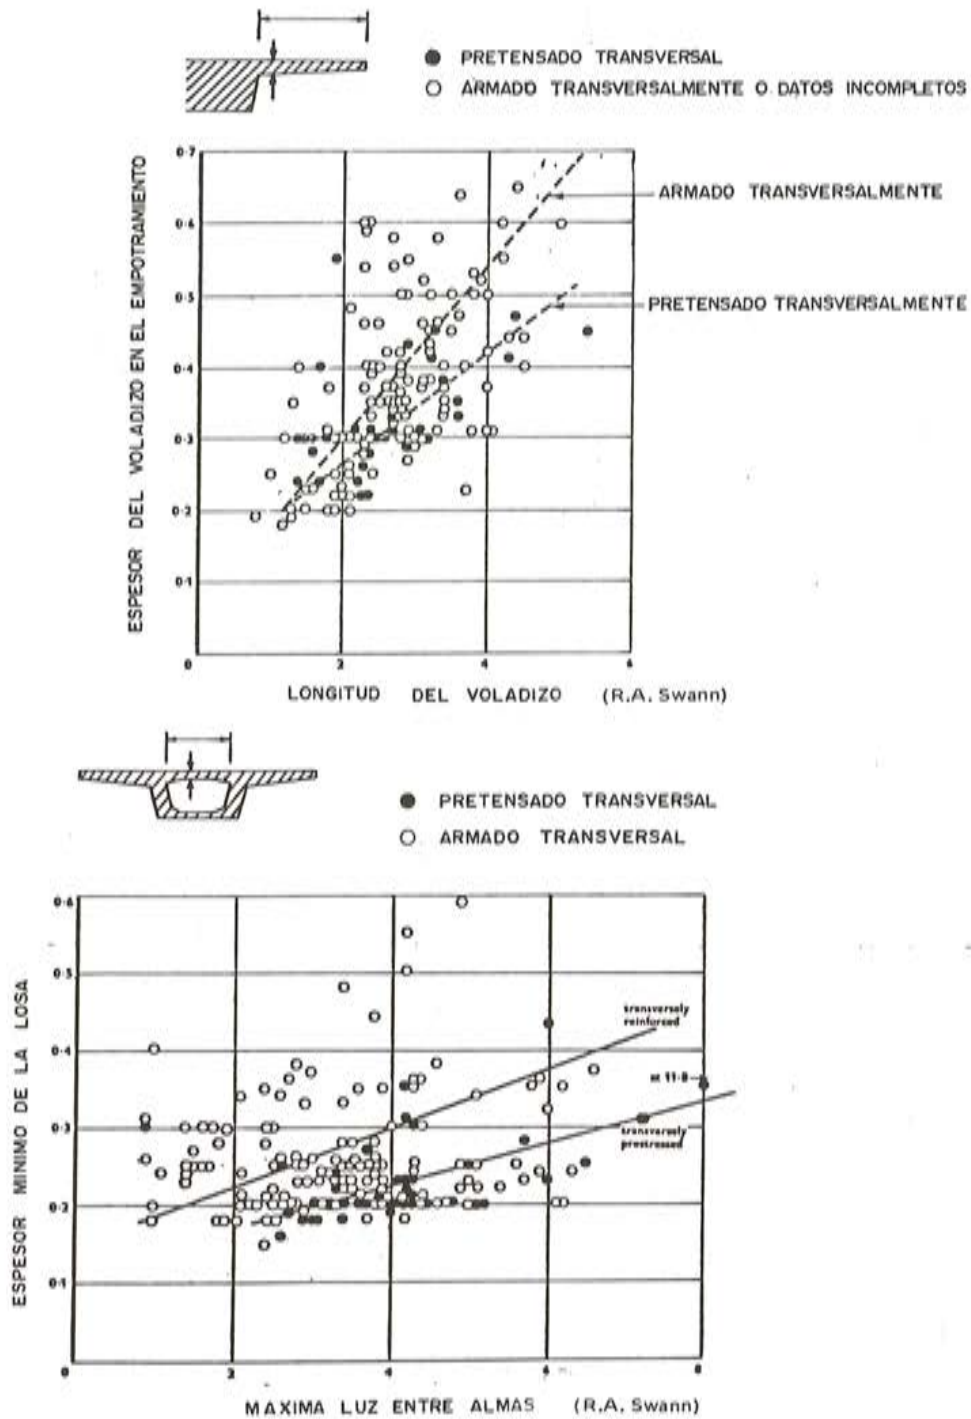 PRETENSADO TRANSVERSAL
ARMADO TRANSVERSALMENTE O DATOS INCOMPLETOS
ESPESOR DEL VOLADIZO EN EL EMPOTRAMIENTO
0·7
0·6
0·5
0·4
0·3
0·2
0·1
ARMADO TRANSVERSALMENTE
PRETENSADO TRANSVERSALMENTE
0 2 4 6
LONGITUD DEL VOLADIZO (R.A. Swann)
PRETENSADO TRANSVERSAL
ARMADO TRANSVERSAL
ESPESOR MINIMO DE LA LOSA
0·6
0·5
0·4
0·3
0·2
0·1
transversely
reinforced
at 11·8
transversely
prestressed
0 2 4 6 8
MAXIMA LUZ ENTRE ALMAS (R.A. Swann)